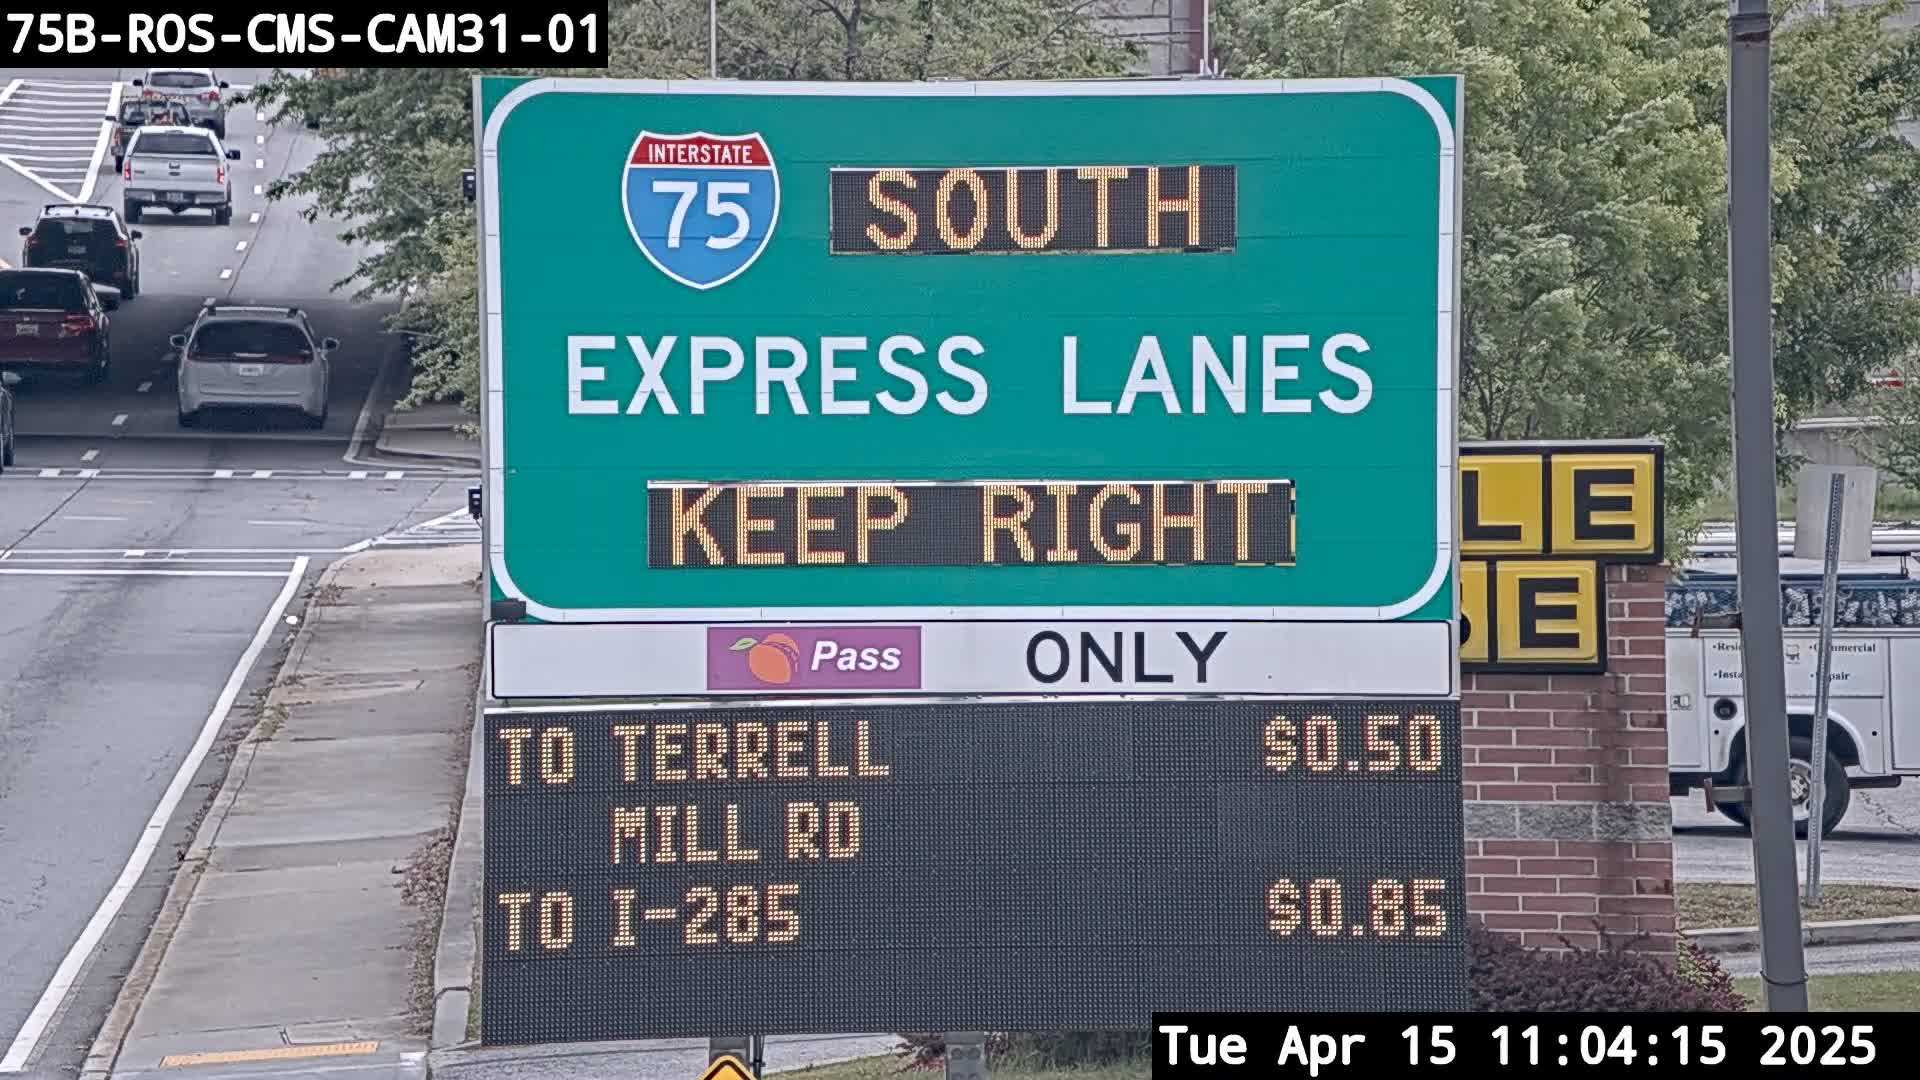 75B-ROS-CMS-CAM31-01
INTERSTATE
75
SOUTH
EXPRESS LANES
KEEP RIGHT
Pass ONLY
TO TERRELL $0.50
MILL RD
TO I-285 $0.85
LE
E
Tue Apr 15 11:04:15 2025